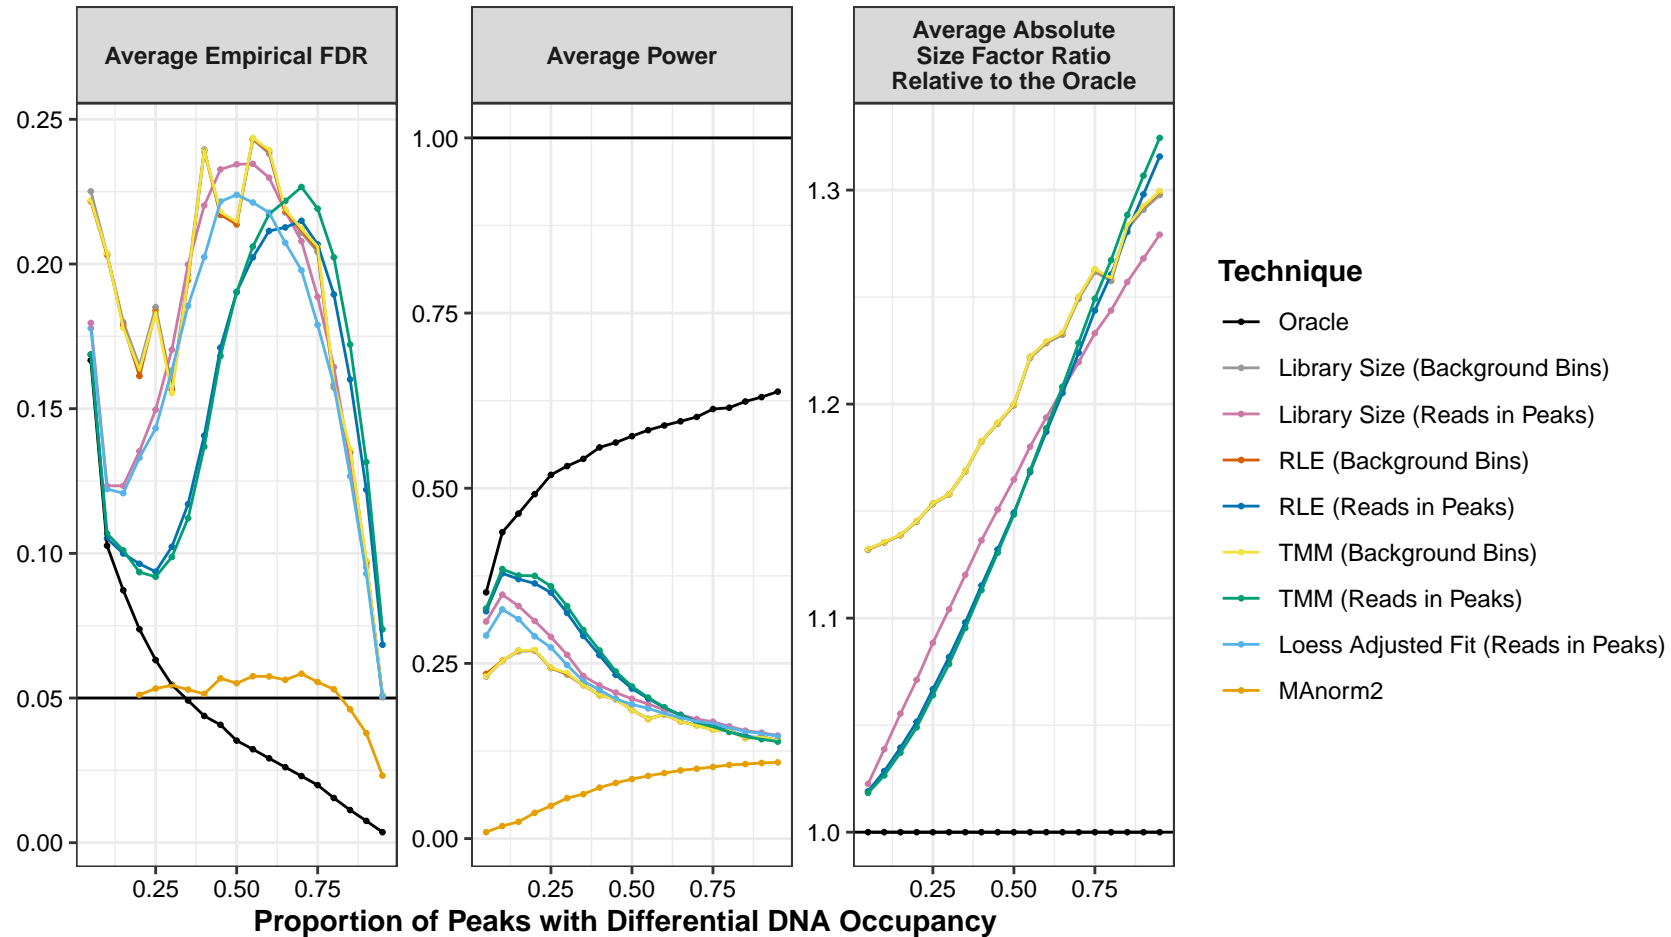 Average Empirical FDR
Average Power
Average Absolute
Size Factor Ratio
Relative to the Oracle
0.25
0.20
0.15
0.10
0.05
0.00
1.00
0.75
0.50
0.25
0.00
1.3
1.2
1.1
1.0
0.25 0.50 0.75
0.25 0.50 0.75
0.25 0.50 0.75
Proportion of Peaks with Differential DNA Occupancy
Technique
Oracle
Library Size (Background Bins)
Library Size (Reads in Peaks)
RLE (Background Bins)
RLE (Reads in Peaks)
TMM (Background Bins)
TMM (Reads in Peaks)
Loess Adjusted Fit (Reads in Peaks)
MAnorm2